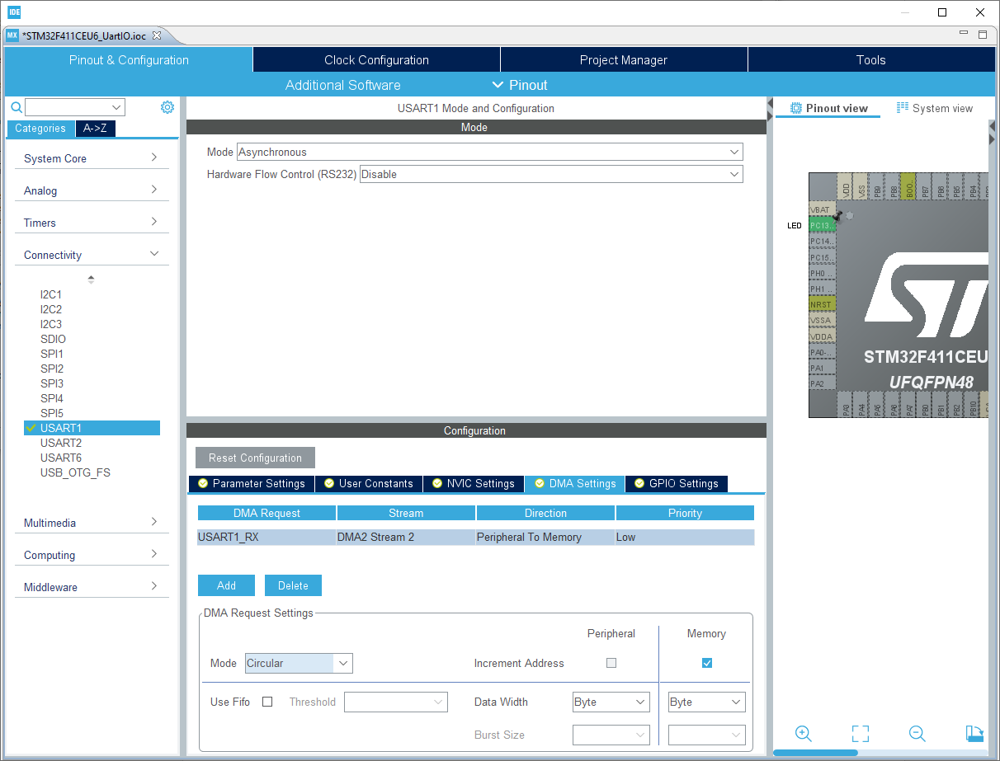 IDE
MX *STM32F411CEU6_UartIO.ioc
Pinout & Configuration
Clock Configuration
Project Manager
Tools
Additional Software
Pinout
USART1 Mode and Configuration
Mode
Mode Asynchronous
Hardware Flow Control (RS232) Disable
Categories
A->Z
System Core
Analog
Timers
Connectivity
I2C1
I2C2
I2C3
SDIO
SPI1
SPI2
SPI3
SPI4
SPI5
USART1
USART2
USART6
USB_OTG_FS
Multimedia
Computing
Middleware
Configuration
Reset Configuration
Parameter Settings
User Constants
NVIC Settings
DMA Settings
GPIO Settings
DMA Request Stream Direction Priority
USART1_RX DMA2 Stream 2 Peripheral To Memory Low
Add Delete
DMA Request Settings
Peripheral Memory
Mode Circular Increment Address
Use Fifo Threshold Data Width Byte Byte
Burst Size
Pinout view
System view
VDD
VSS
PB9
PB8
BOO..
PB7
PB6
PB5
PB4
VBAT
LED PC13..
PC14..
PC15..
PH0 ..
PH1 ..
NRST
VSSA
VDDA
PA0-..
PA1
PA2
ST
STM32F411CEU
UFQFPN48
PA3
PA4
PA5
PA6
PA7
PB0
PB1
PB2
PB10